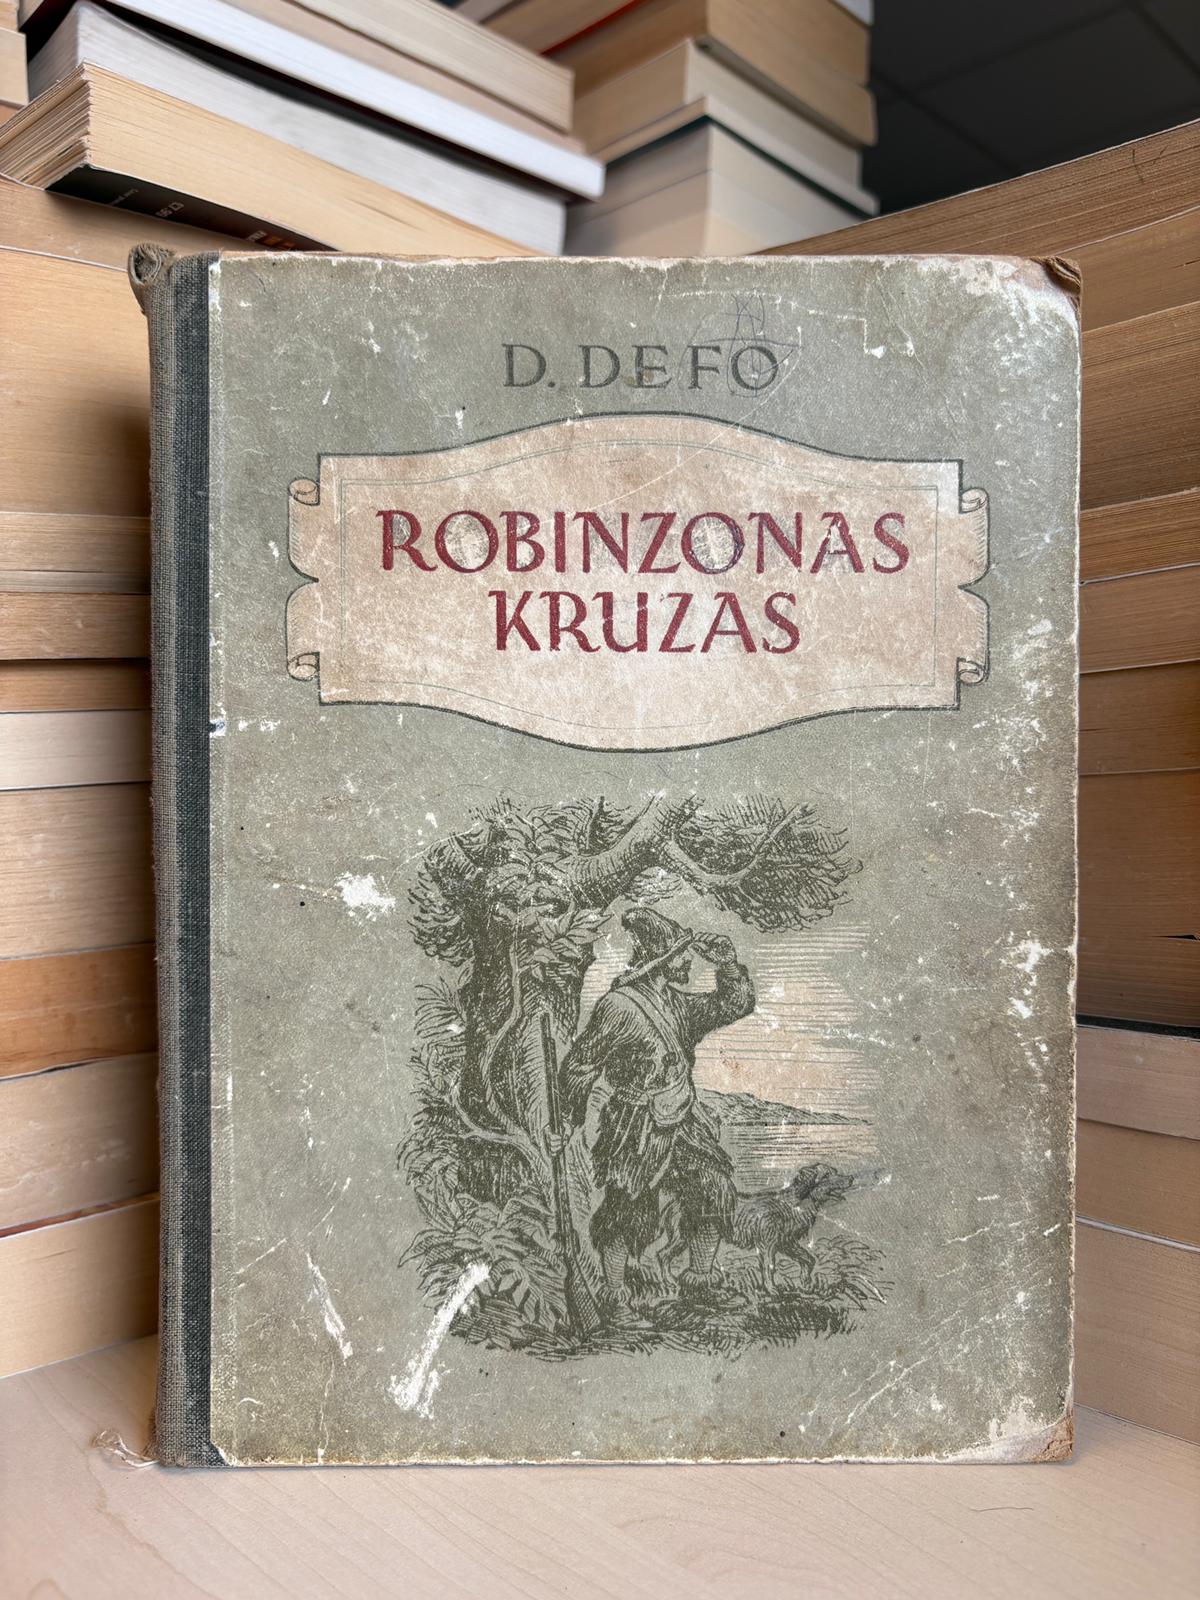 D. DEFO
ROBINZONAS
KRUZAS